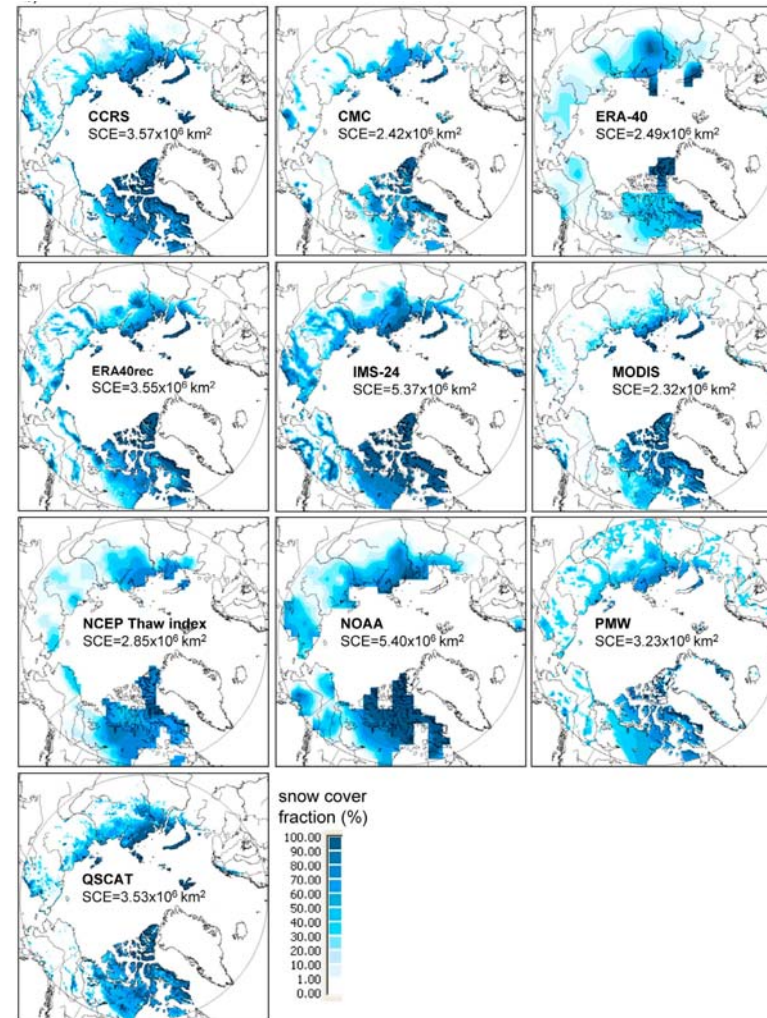 CCRS
SCE=3.57x10⁶ km²
CMC
SCE=2.42x10⁶ km²
ERA-40
SCE=2.49x10⁶ km²
ERA40rec
SCE=3.55x10⁶ km²
IMS-24
SCE=5.37x10⁶ km²
MODIS
SCE=2.32x10⁶ km²
NCEP Thaw index
SCE=2.85x10⁶ km²
NOAA
SCE=5.40x10⁶ km²
PMW
SCE=3.23x10⁶ km²
QSCAT
SCE=3.53x10⁶ km²
snow cover
fraction (%)
100.00
90.00
80.00
70.00
60.00
50.00
40.00
30.00
20.00
10.00
1.00
0.00